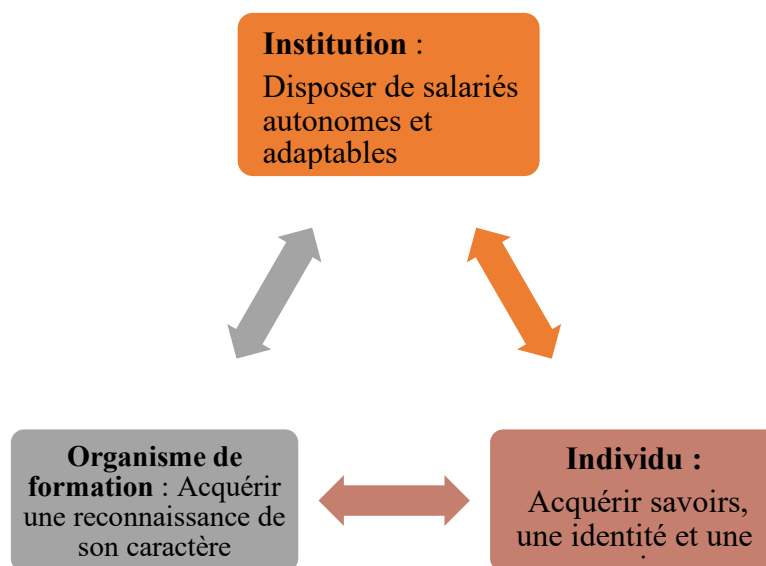 Institution :
Disposer de salariés
autonomes et
adaptables
Organisme de
formation : Acquérir
une reconnaissance de
son caractère
Individu :
Acquérir savoirs,
une identité et une